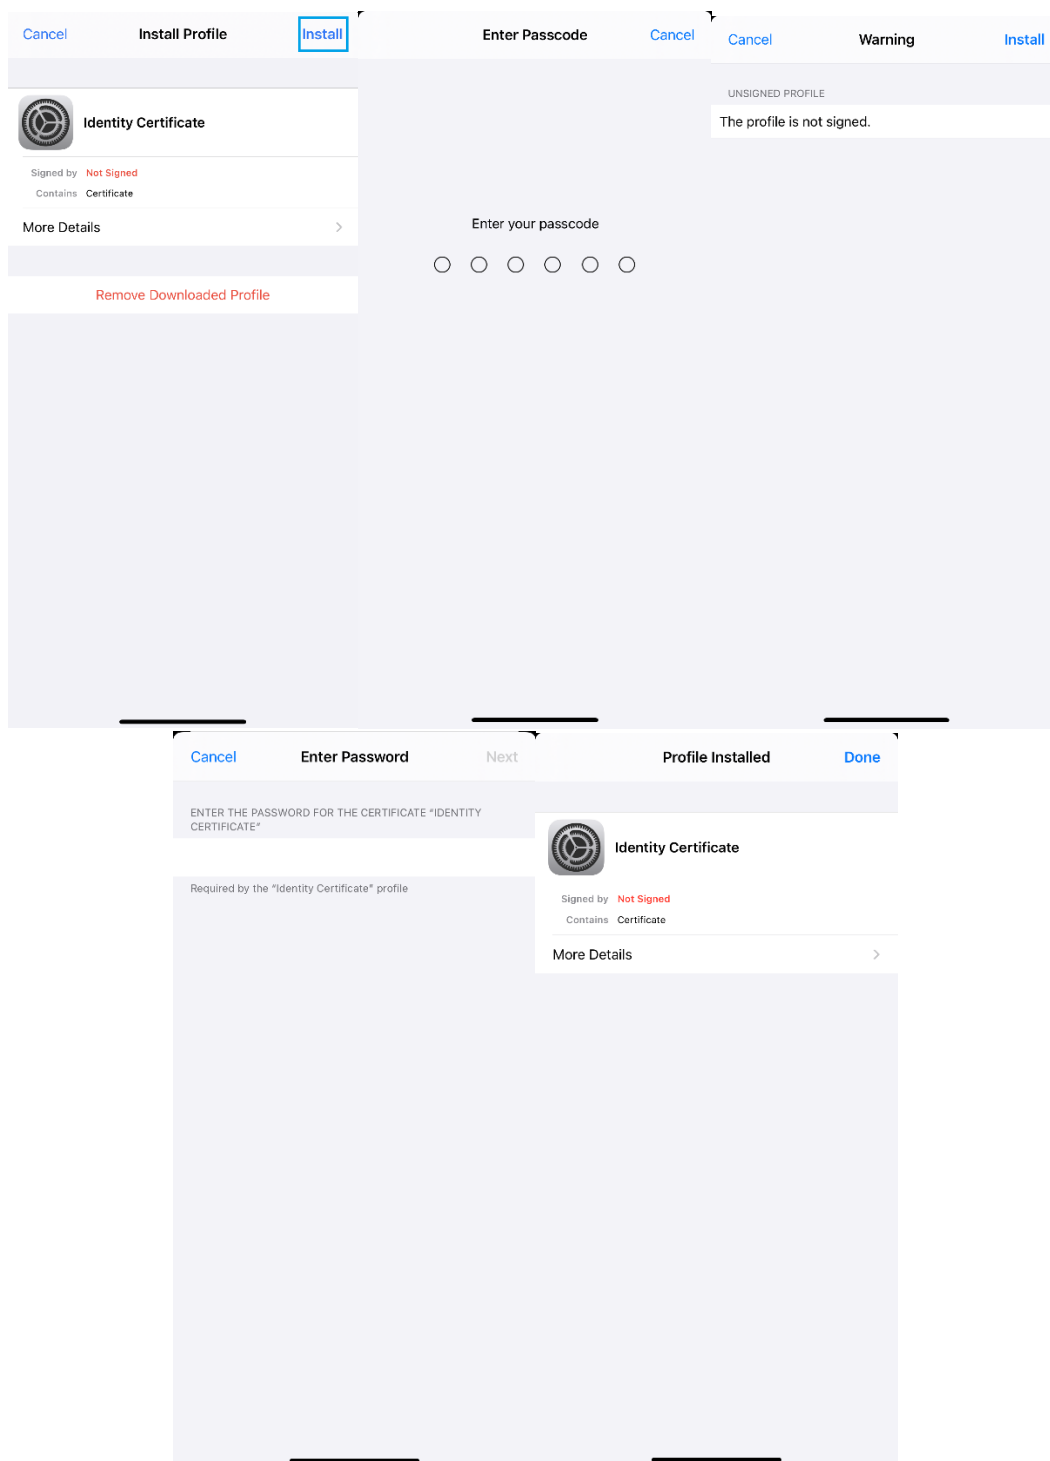 Cancel Install Profile Install
Identity Certificate
Signed by Not Signed
Contains Certificate
More Details
Remove Downloaded Profile
Enter Passcode Cancel
Enter your passcode
Cancel Warning Install
UNSIGNED PROFILE
The profile is not signed.
Cancel Enter Password Next
ENTER THE PASSWORD FOR THE CERTIFICATE “IDENTITY
CERTIFICATE”
Required by the “Identity Certificate” profile
Profile Installed Done
Identity Certificate
Signed by Not Signed
Contains Certificate
More Details